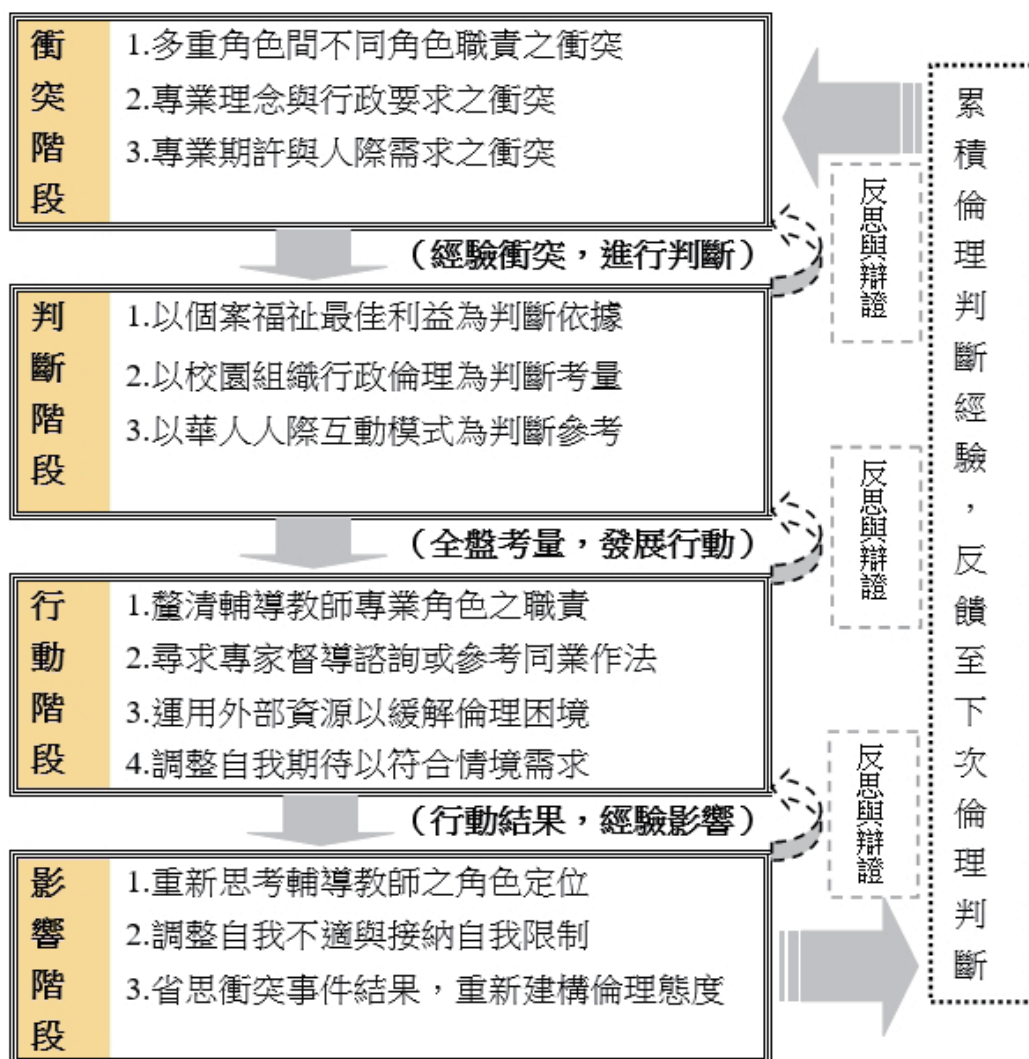 衝突階段
1.多重角色間不同角色職責之衝突
2.專業理念與行政要求之衝突
3.專業期許與人際需求之衝突
（經驗衝突，進行判斷）
反思與辯證
判斷階段
1.以個案福祉最佳利益為判斷依據
2.以校園組織行政倫理為判斷考量
3.以華人人際互動模式為判斷參考
（全盤考量，發展行動）
反思與辯證
行動階段
1.釐清輔導教師專業角色之職責
2.尋求專家督導諮詢或參考同業作法
3.運用外部資源以緩解倫理困境
4.調整自我期待以符合情境需求
（行動結果，經驗影響）
反思與辯證
影響階段
1.重新思考輔導教師之角色定位
2.調整自我不適與接納自我限制
3.省思衝突事件結果，重新建構倫理態度
累積倫理判斷經驗，反饋至下次倫理判斷